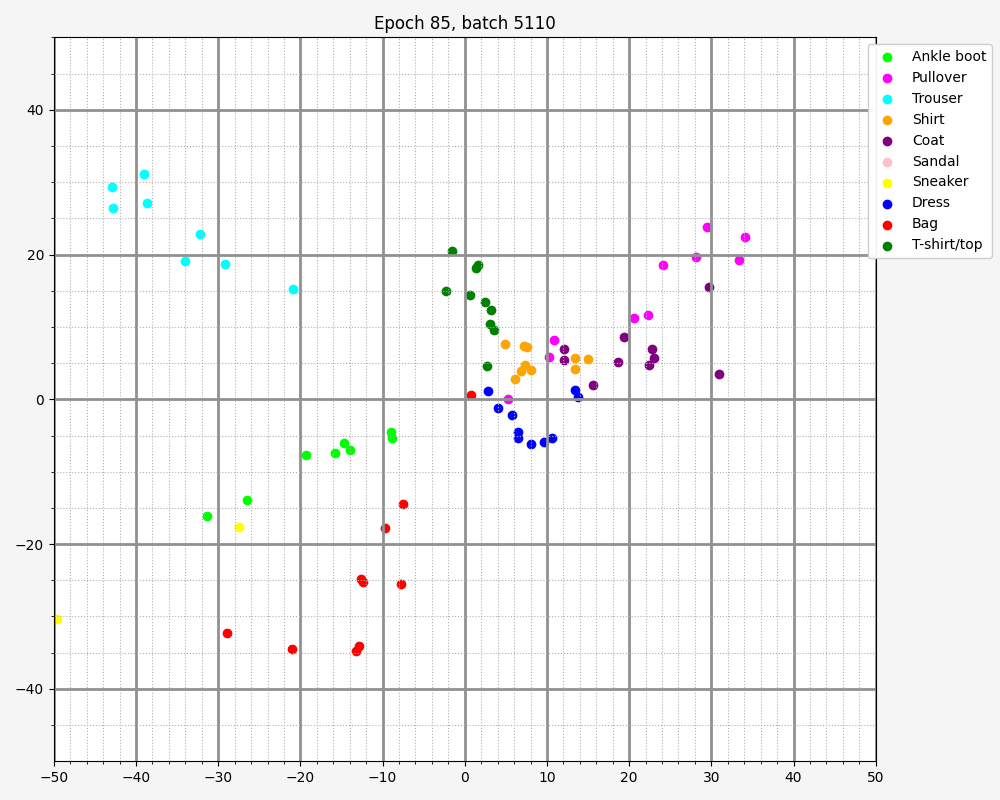 Epoch 85, batch 5110
Ankle boot
Pullover
Trouser
Shirt
Coat
Sandal
Sneaker
Dress
Bag
T-shirt/top
40
20
0
−20
−40
−50 −40 −30 −20 −10 0 10 20 30 40 50